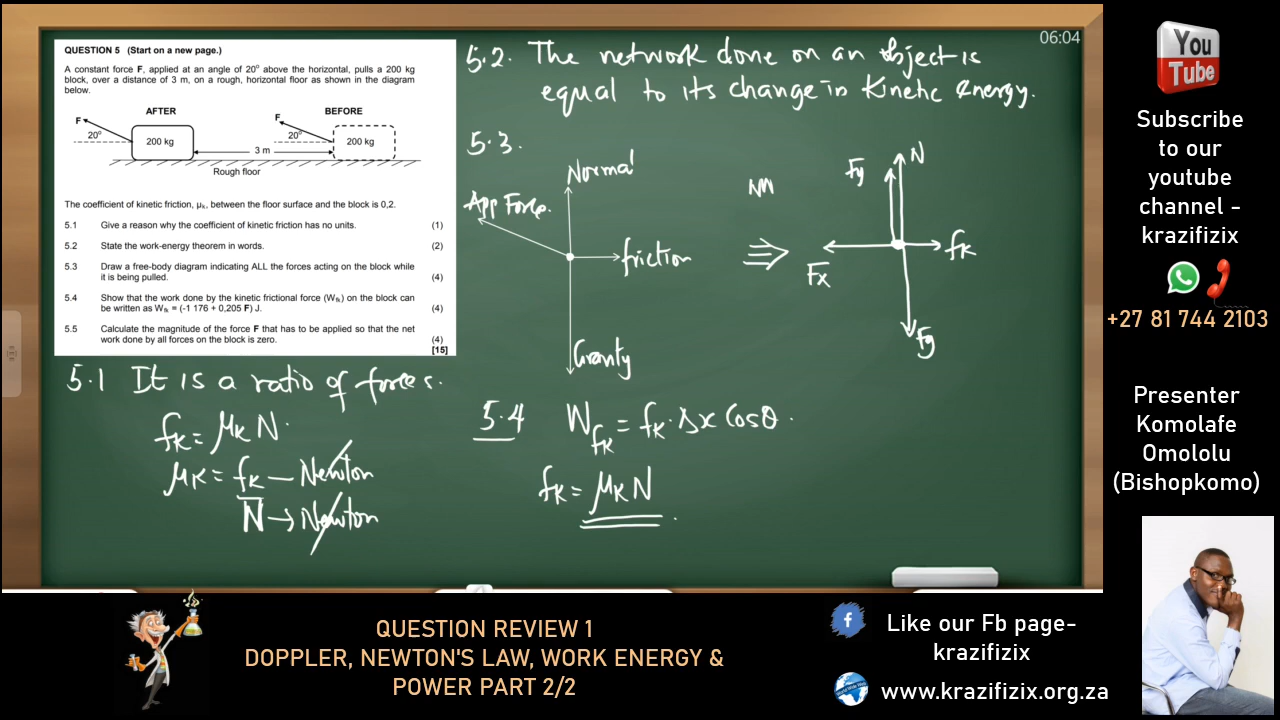 QUESTION 5 (Start on a new page.)
A constant force F, applied at an angle of 20° above the horizontal, pulls a 200 kg
block, over a distance of 3 m, on a rough, horizontal floor as shown in the diagram
below.
AFTER
BEFORE
F
20°
200 kg
3 m
F
20°
200 kg
Rough floor
The coefficient of kinetic friction, μk, between the floor surface and the block is 0,2.
5.1 Give a reason why the coefficient of kinetic friction has no units. (1)
5.2 State the work-energy theorem in words. (2)
5.3 Draw a free-body diagram indicating ALL the forces acting on the block while
it is being pulled. (4)
5.4 Show that the work done by the kinetic frictional force (Wfk) on the block can
be written as Wfk = (-1 176 + 0,205 F) J. (4)
5.5 Calculate the magnitude of the force F that has to be applied so that the net
work done by all forces on the block is zero. (4)
[15]
5.1 It is a ratio of forces.
fk = μk N.
μk = fk — Newton
N → Newton
06:04
5.2. The network done on an object is
equal to its change in Kinetic energy.
5.3.
Normal
App Force.
friction
Gravity
⇒
Fy
N
Fx
fk
Fg
5.4 Wfk = fk · Δx Cosθ.
fk = μk N
You
Tube
Subscribe
to our
youtube
channel -
krazifizix
+27 81 744 2103
Presenter
Komolafe
Omololu
(Bishopkomo)
QUESTION REVIEW 1
DOPPLER, NEWTON'S LAW, WORK ENERGY &
POWER PART 2/2
f
Like our Fb page-
krazifizix
www.krazifizix.org.za